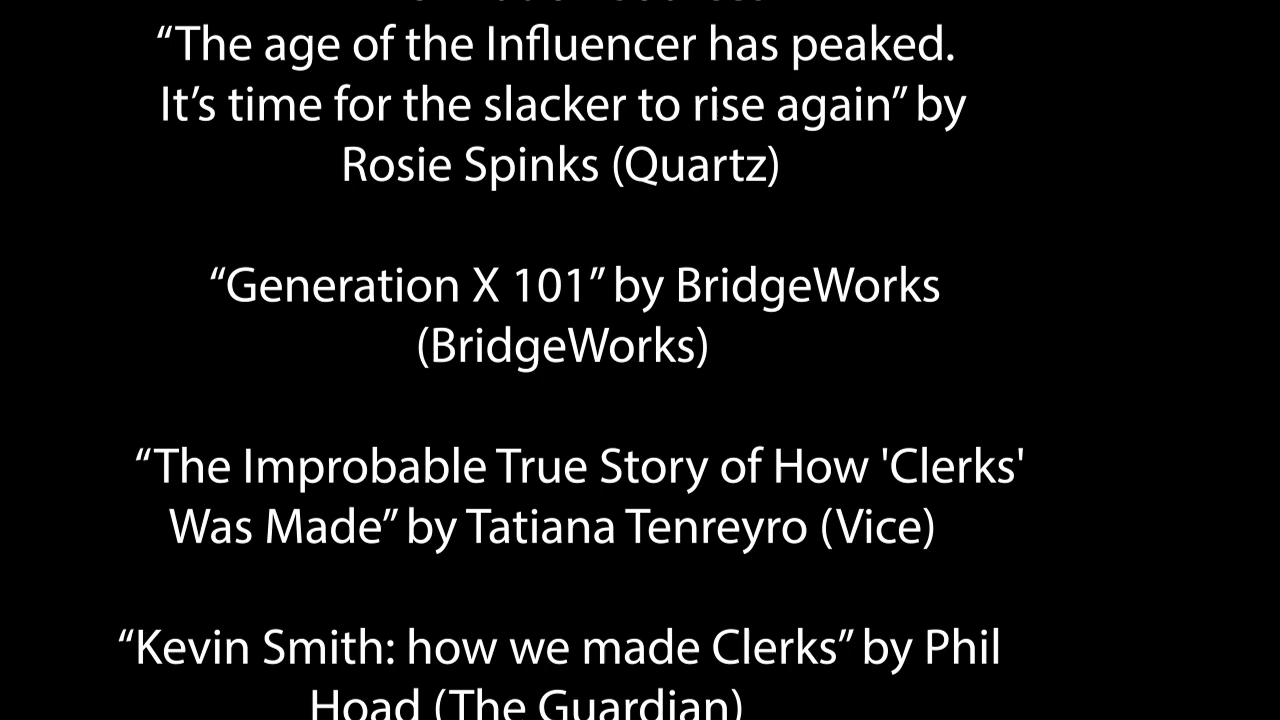 “The age of the Influencer has peaked.
It’s time for the slacker to rise again” by
Rosie Spinks (Quartz)
“Generation X 101” by BridgeWorks
(BridgeWorks)
“The Improbable True Story of How 'Clerks'
Was Made” by Tatiana Tenreyro (Vice)
“Kevin Smith: how we made Clerks” by Phil
Hoad (The Guardian)